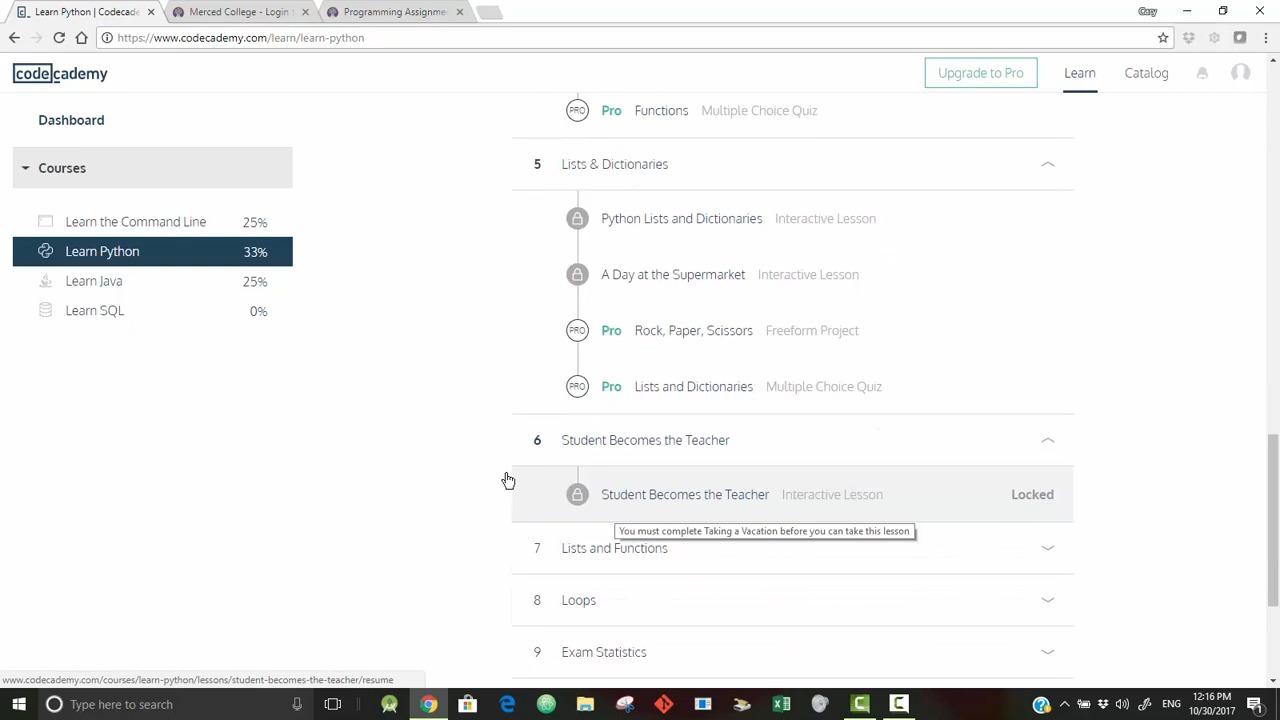 Learn Python | Codecade
Merced College - Login
Programming Assignme
https://www.codecademy.com/learn/learn-python
codecademy
Upgrade to Pro
Learn
Catalog
Dashboard
Courses
Learn the Command Line 25%
Learn Python 33%
Learn Java 25%
Learn SQL 0%
PRO Pro Functions Multiple Choice Quiz
5 Lists & Dictionaries
Python Lists and Dictionaries Interactive Lesson
A Day at the Supermarket Interactive Lesson
PRO Pro Rock, Paper, Scissors Freeform Project
PRO Pro Lists and Dictionaries Multiple Choice Quiz
6 Student Becomes the Teacher
Student Becomes the Teacher Interactive Lesson Locked
You must complete Taking a Vacation before you can take this lesson
7 Lists and Functions
8 Loops
9 Exam Statistics
www.codecademy.com/courses/learn-python/lessons/student-becomes-the-teacher/resume
Type here to search
ENG
12:16 PM
10/30/2017